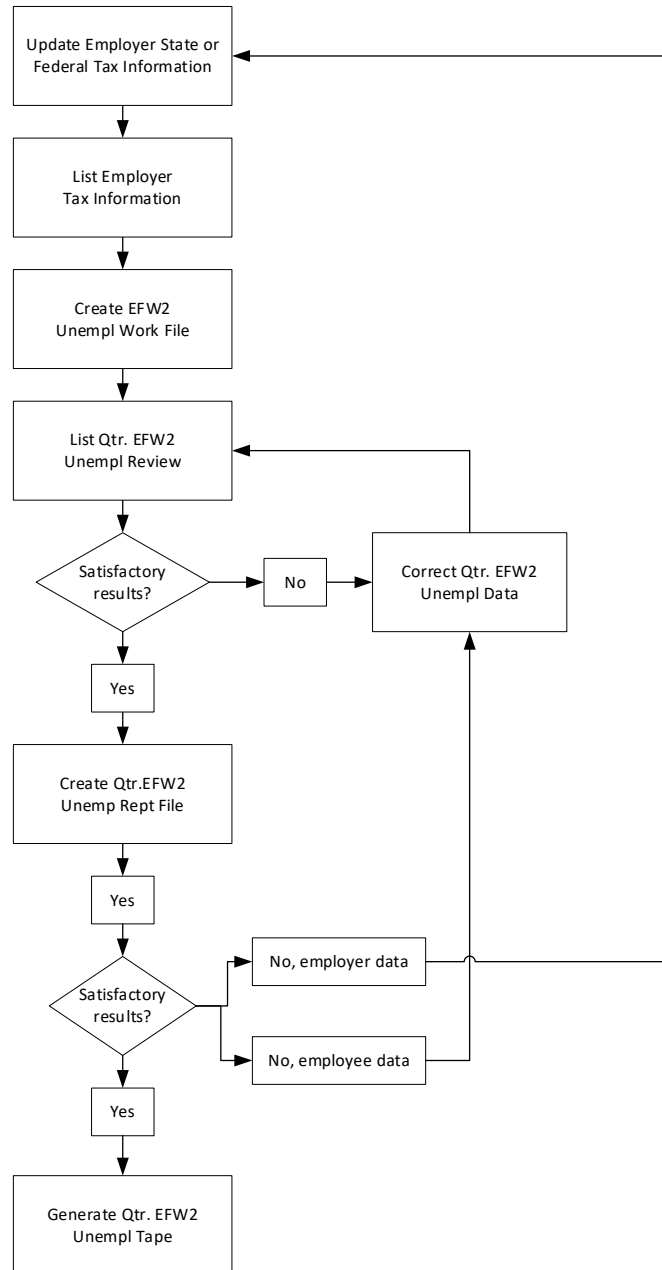 Update Employer State or
Federal Tax Information
List Employer
Tax Information
Create EFW2
Unempl Work File
List Qtr. EFW2
Unempl Review
Satisfactory
results?
No
Correct Qtr. EFW2
Unempl Data
Yes
Create Qtr.EFW2
Unemp Rept File
Yes
Satisfactory
results?
No, employer data
No, employee data
Yes
Generate Qtr. EFW2
Unempl Tape